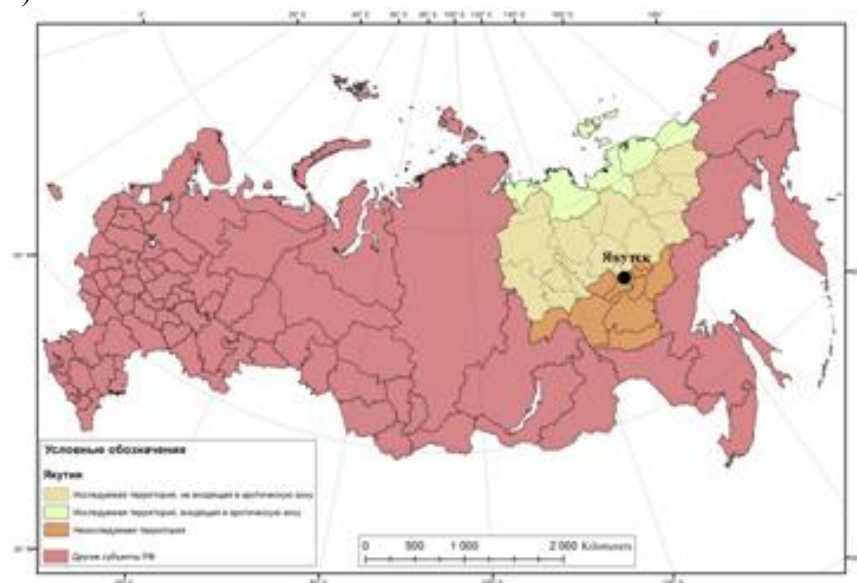 Якутск
Условные обозначения
Якутия
Исследуемая территория, не входящая в арктическую зону
Исследуемая территория, входящая в арктическую зону
Неисследуемая территория
Другие субъекты РФ
0 500 1 000 2 000 Kilometers